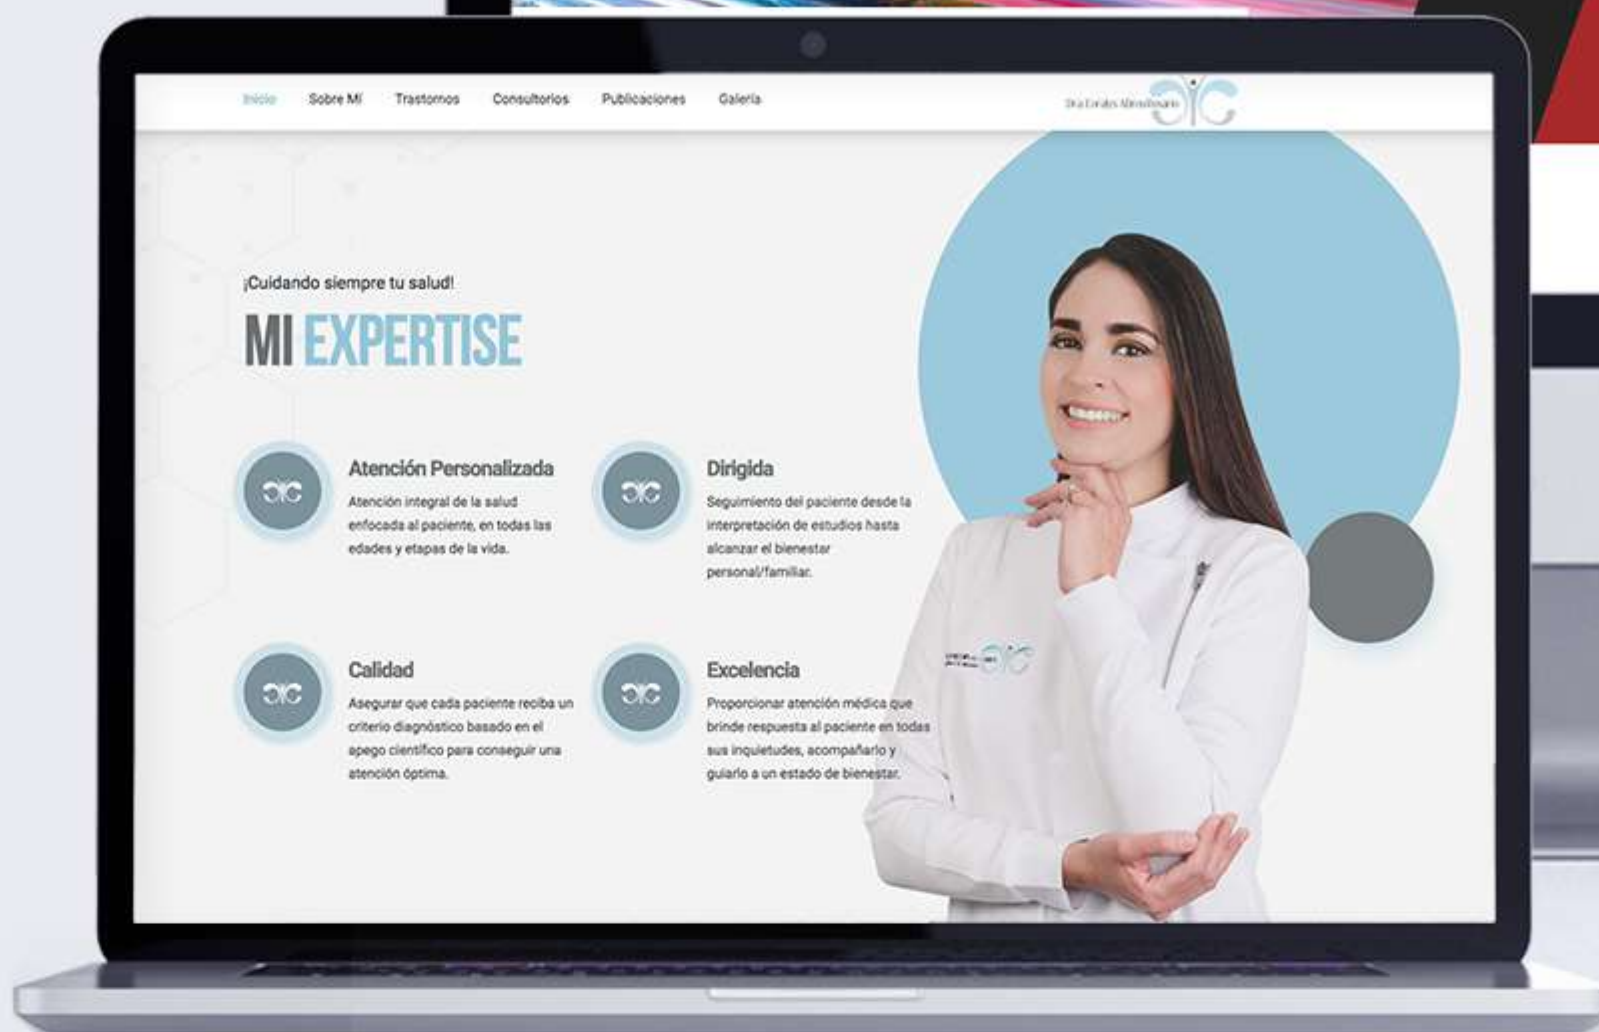 Inicio
Sobre Mí
Trastornos
Consultorios
Publicaciones
Galería
¡Cuidando siempre tu salud!
MI EXPERTISE
Atención Personalizada
Atención integral de la salud
enfocada al paciente, en todas las
edades y etapas de la vida.
Dirigida
Seguimiento del paciente desde la
interpretación de estudios hasta
alcanzar el bienestar
personal/familiar.
Calidad
Asegurar que cada paciente reciba un
criterio diagnóstico basado en el
apego científico para conseguir una
atención óptima.
Excelencia
Proporcionar atención médica que
brinde respuesta al paciente en todas
sus inquietudes, acompañarlo y
guiarlo a un estado de bienestar.